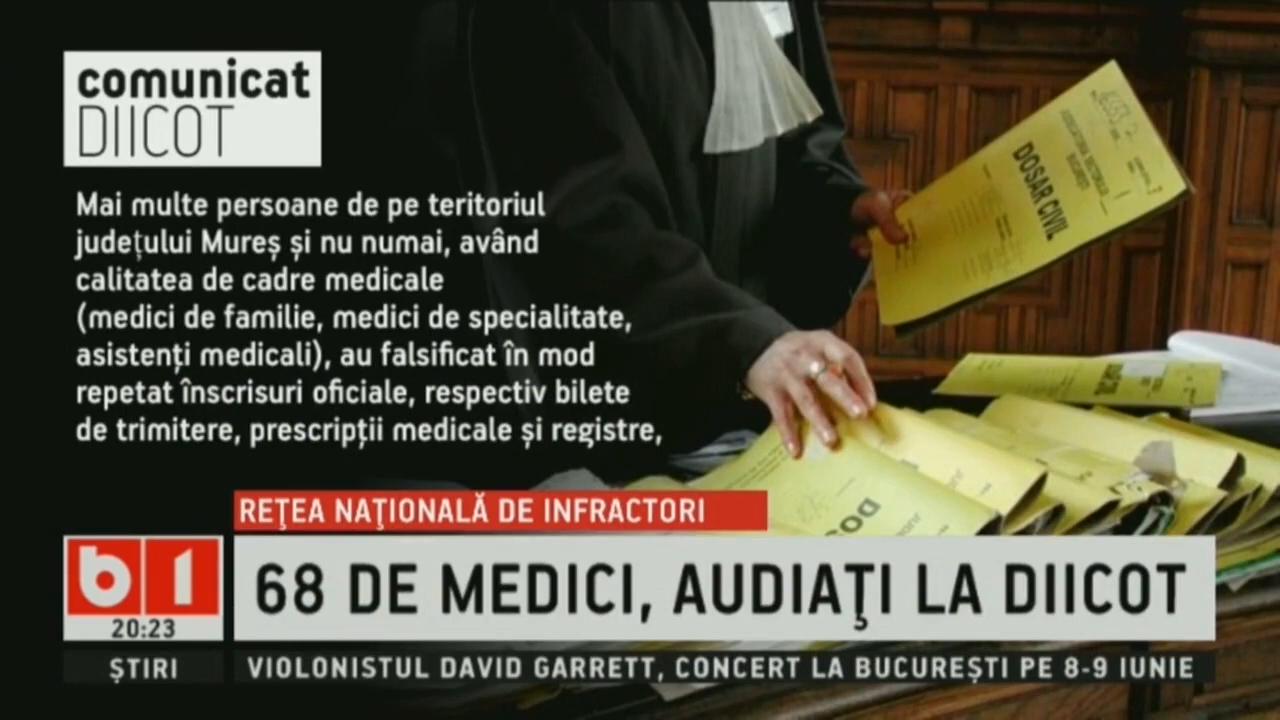 comunicat
DIICOT
Mai multe persoane de pe teritoriul
județului Mureș și nu numai, având
calitatea de cadre medicale
(medici de familie, medici de specialitate,
asistenți medicali), au falsificat în mod
repetat înscrisuri oficiale, respectiv bilete
de trimitere, prescripții medicale și registre,
DOSAR CIVIL
REŢEA NAŢIONALĂ DE INFRACTORI
b1
68 DE MEDICI, AUDIAŢI LA DIICOT
20:23
ȘTIRI
VIOLONISTUL DAVID GARRETT, CONCERT LA BUCUREȘTI PE 8-9 IUNIE